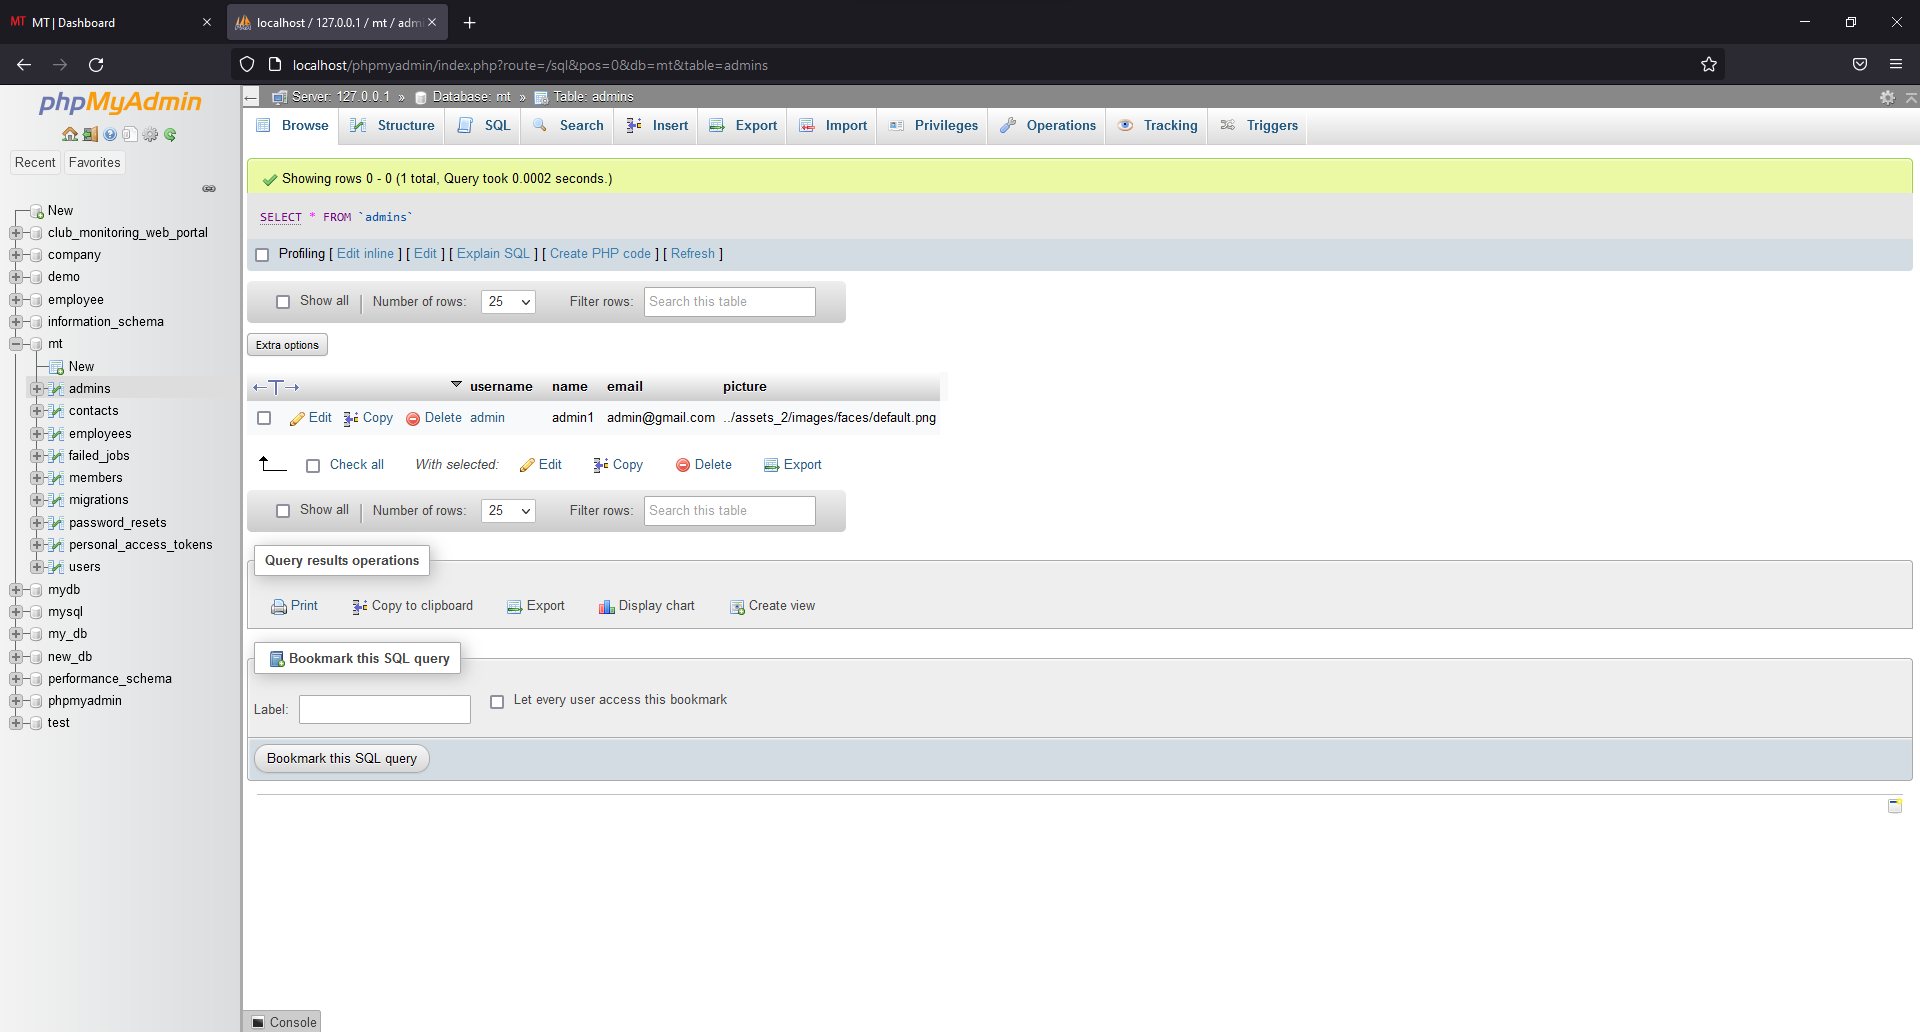 MT MT | Dashboard
localhost / 127.0.0.1 / mt / adm
localhost/phpmyadmin/index.php?route=/sql&pos=0&db=mt&table=admins
phpMyAdmin
Recent Favorites
New
club_monitoring_web_portal
company
demo
employee
information_schema
mt
New
admins
contacts
employees
failed_jobs
members
migrations
password_resets
personal_access_tokens
users
mydb
mysql
my_db
new_db
performance_schema
phpmyadmin
test
Server: 127.0.0.1 » Database: mt » Table: admins
Browse Structure SQL Search Insert Export Import Privileges Operations Tracking Triggers
Showing rows 0 - 0 (1 total, Query took 0.0002 seconds.)
SELECT * FROM `admins`
Profiling [ Edit inline ] [ Edit ] [ Explain SQL ] [ Create PHP code ] [ Refresh ]
Show all Number of rows: 25 Filter rows: Search this table
Extra options
username name email picture
Edit Copy Delete admin admin1 admin@gmail.com ../assets_2/images/faces/default.png
Check all With selected: Edit Copy Delete Export
Show all Number of rows: 25 Filter rows: Search this table
Query results operations
Print Copy to clipboard Export Display chart Create view
Bookmark this SQL query
Label: Let every user access this bookmark
Bookmark this SQL query
Console